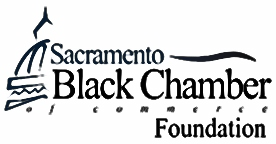 Sacramento
Black Chamber
of commerce
Foundation